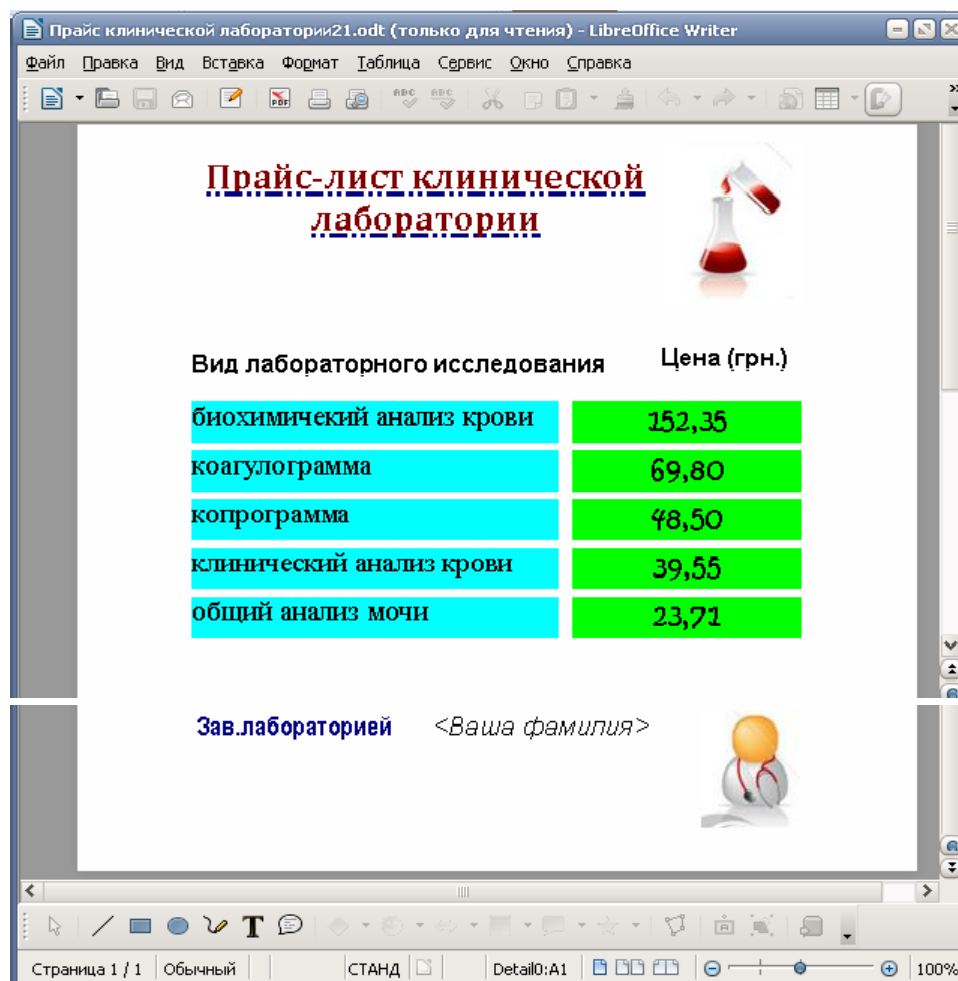 Прайс клинической лаборатории21.odt (только для чтения) - LibreOffice Writer
Файл Правка Вид Вставка Формат Таблица Сервис Окно Справка
PDF ABC ABC
Прайс-лист клинической
лаборатории
Вид лабораторного исследования Цена (грн.)
биохимичекий анализ крови 152,35
коагулограмма 69,80
копрограмма 48,50
клинический анализ крови 39,55
общий анализ мочи 23,71
Зав.лабораторией <Ваша фамилия>
Страница 1 / 1 Обычный СТАНД Detail0:A1 100%